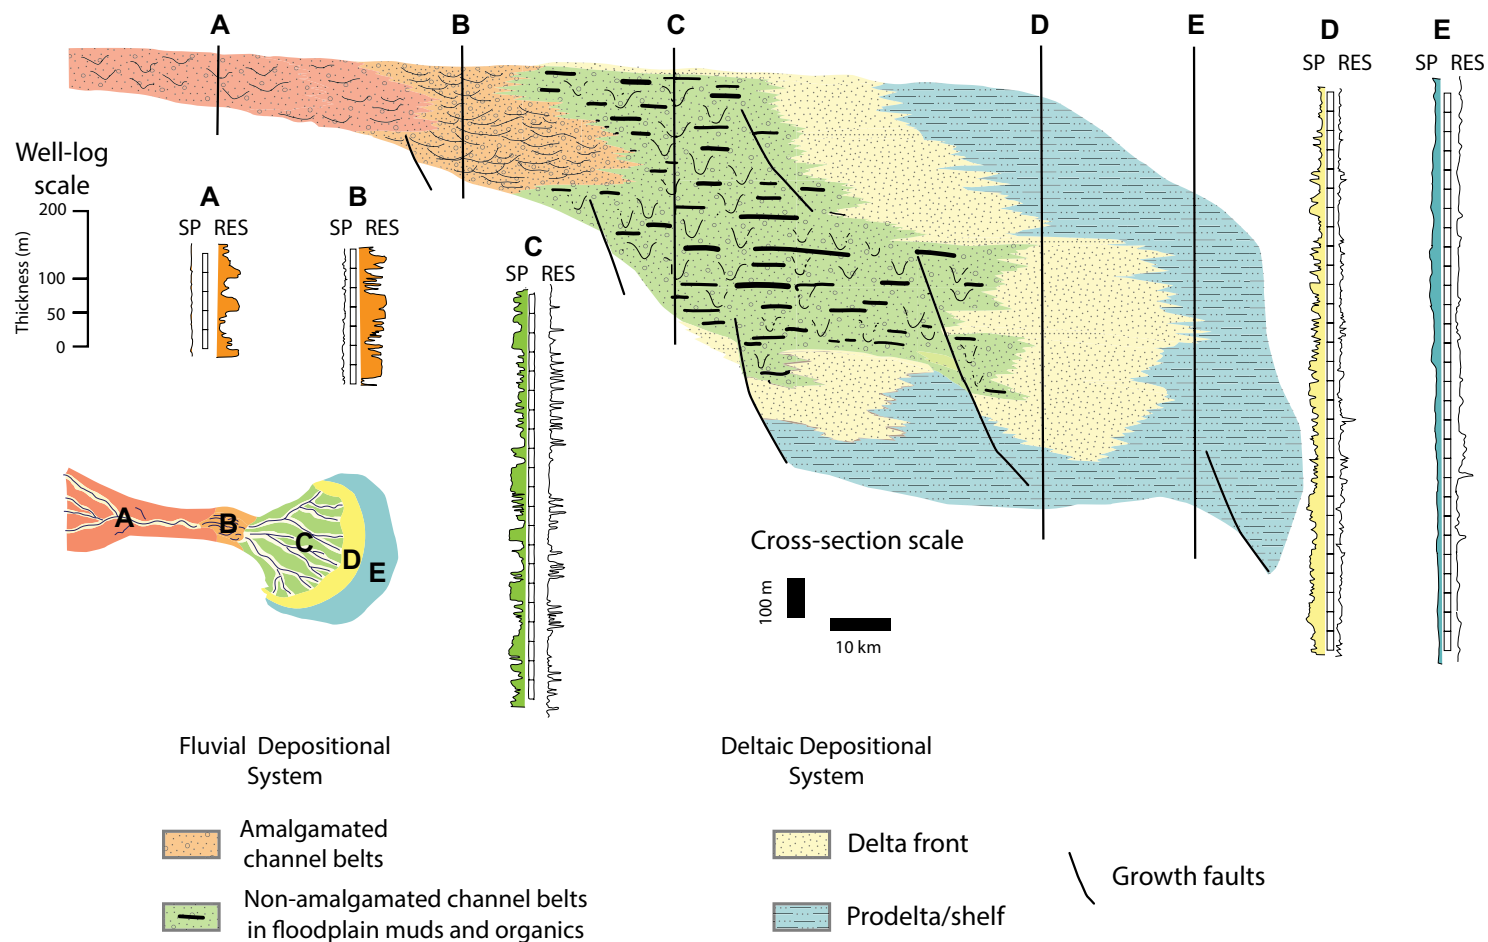 A B C D E
D E
SP RES SP RES
Well-log
scale
A B
SP RES SP RES
200
100
50
0
Thickness (m)
C
SP RES
A B C D E
Cross-section scale
100 m
10 km
Fluvial Depositional
System
Amalgamated
channel belts
Non-amalgamated channel belts
in floodplain muds and organics
Deltaic Depositional
System
Delta front
Prodelta/shelf
Growth faults